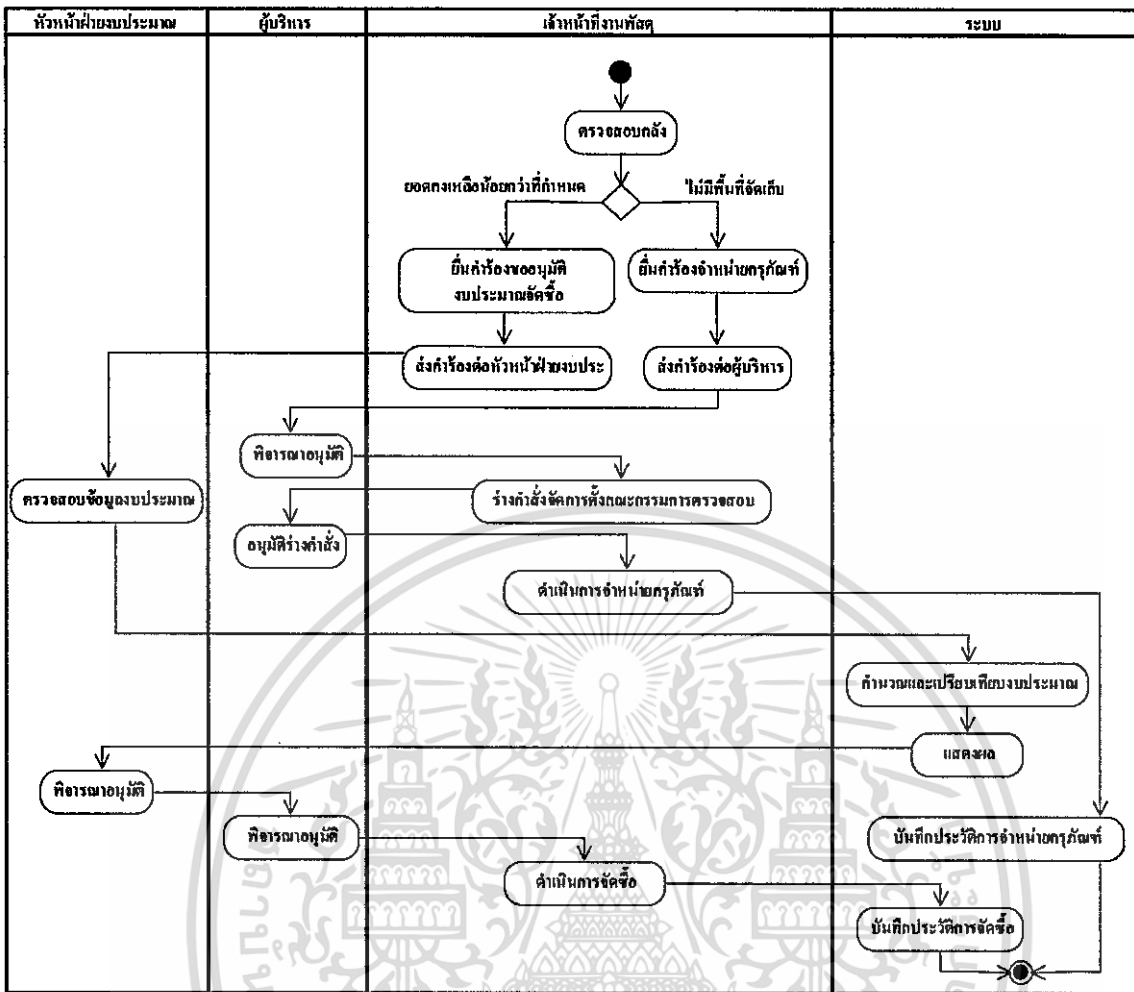 หัวหน้าฝ่ายงบประมาณ
ผู้บริหาร
เจ้าหน้าที่งานพัสดุ
ระบบ
ตรวจสอบคลัง
ยอดคงเหลือน้อยกว่าที่กำหนด
ไม่มีพื้นที่จัดเก็บ
ยื่นคำร้องขออนุมัติ
งบประมาณจัดซื้อ
ยื่นคำร้องจำหน่ายครุภัณฑ์
ส่งคำร้องต่อหัวหน้าฝ่ายงบประ
ส่งคำร้องต่อผู้บริหาร
พิจารณาอนุมัติ
ตรวจสอบข้อมูลงบประมาณ
ร่างคำสั่งจัดการตั้งคณะกรรมการตรวจสอบ
อนุมัติร่างคำสั่ง
ดำเนินการจำหน่ายครุภัณฑ์
คำนวณและเปรียบเทียบงบประมาณ
แสดงผล
พิจารณาอนุมัติ
พิจารณาอนุมัติ
บันทึกประวัติการจำหน่ายครุภัณฑ์
ดำเนินการจัดซื้อ
บันทึกประวัติการจัดซื้อ